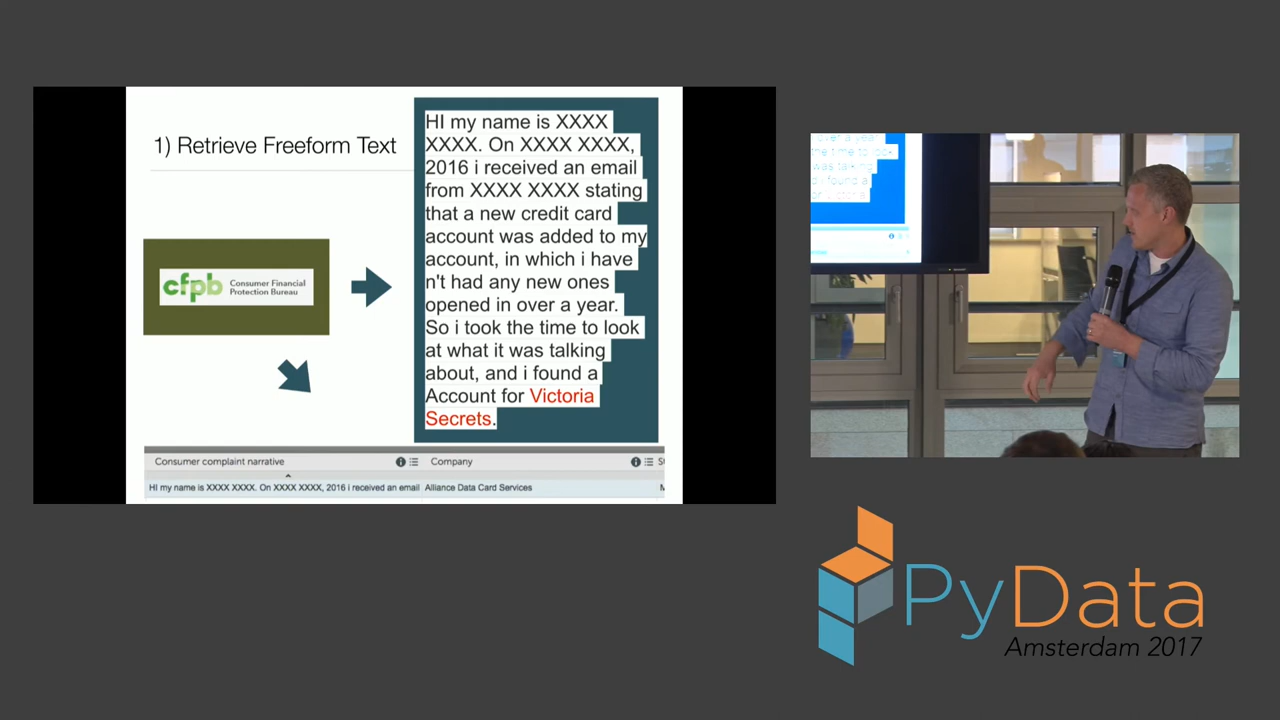 1) Retrieve Freeform Text
cfpb Consumer Financial
Protection Bureau
HI my name is XXXX
XXXX. On XXXX XXXX,
2016 i received an email
from XXXX XXXX stating
that a new credit card
account was added to my
account, in which i have
n't had any new ones
opened in over a year.
So i took the time to look
at what it was talking
about, and i found a
Account for Victoria
Secrets.
Consumer complaint narrative
Company
HI my name is XXXX XXXX. On XXXX XXXX, 2016 i received an email
Alliance Data Card Services
PyData
Amsterdam 2017